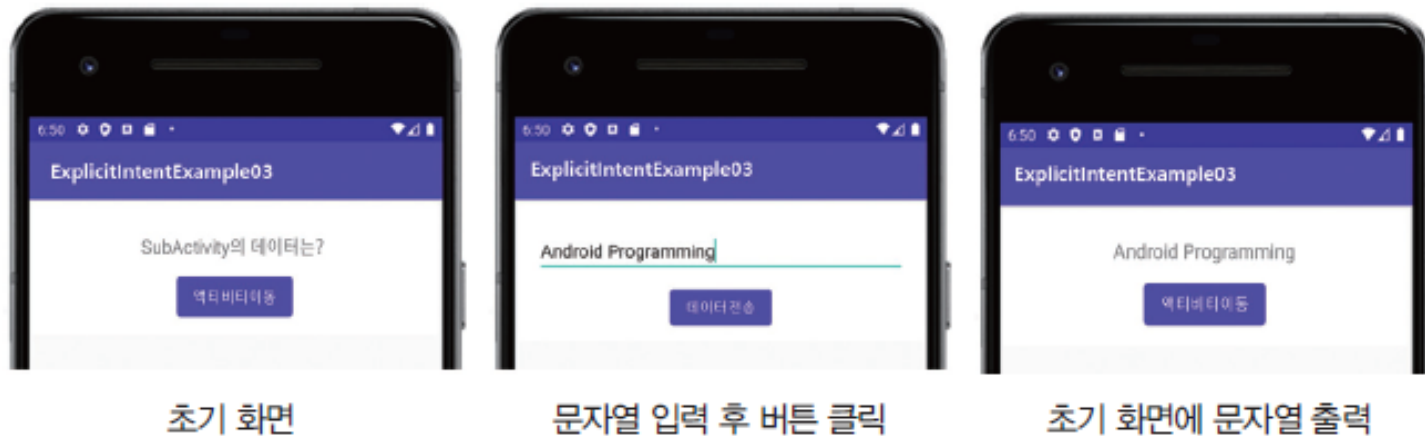 6:50
ExplicitIntentExample03
SubActivity의 데이터는?
액티비티이동
초기 화면
6:50
ExplicitIntentExample03
Android Programming
데이터전송
문자열 입력 후 버튼 클릭
6:50
ExplicitIntentExample03
Android Programming
액티비티이동
초기 화면에 문자열 출력